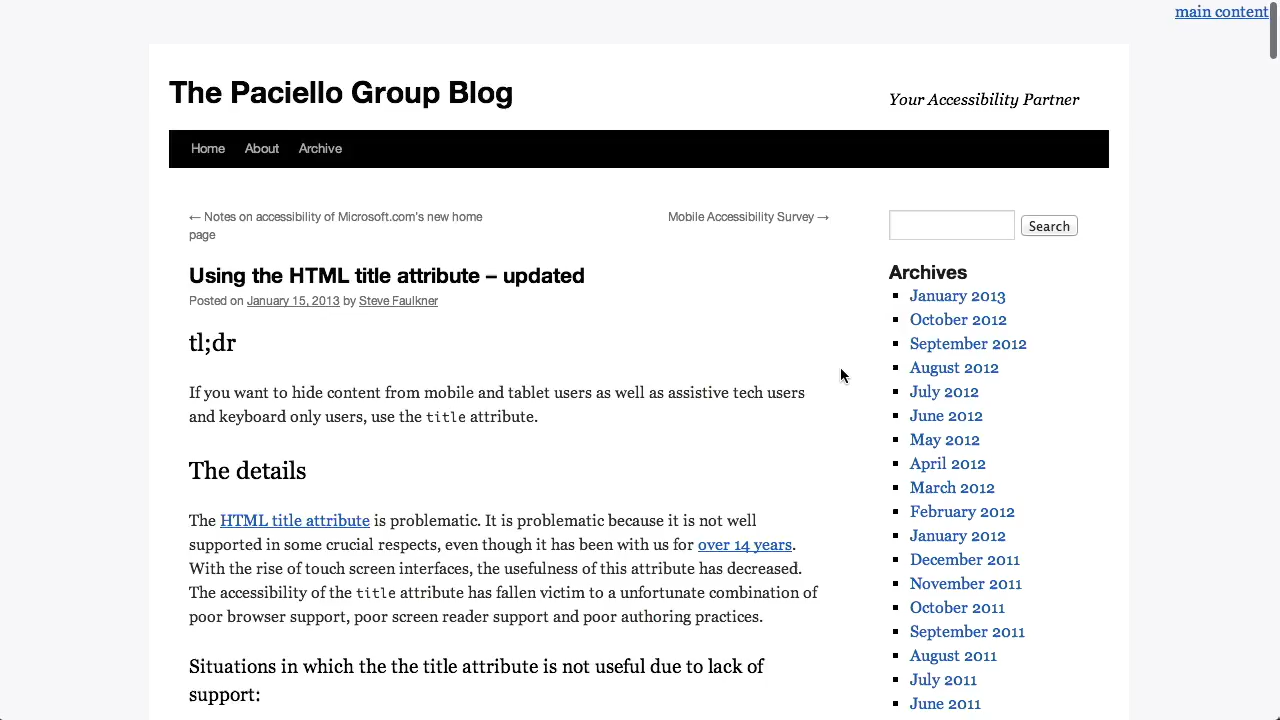 main content
The Paciello Group Blog
Your Accessibility Partner
Home About Archive
← Notes on accessibility of Microsoft.com's new home
page
Mobile Accessibility Survey →
Using the HTML title attribute – updated
Posted on January 15, 2013 by Steve Faulkner
tl;dr
If you want to hide content from mobile and tablet users as well as assistive tech users
and keyboard only users, use the title attribute.
The details
The HTML title attribute is problematic. It is problematic because it is not well
supported in some crucial respects, even though it has been with us for over 14 years.
With the rise of touch screen interfaces, the usefulness of this attribute has decreased.
The accessibility of the title attribute has fallen victim to a unfortunate combination of
poor browser support, poor screen reader support and poor authoring practices.
Situations in which the the title attribute is not useful due to lack of
support:
Search
Archives
January 2013
October 2012
September 2012
August 2012
July 2012
June 2012
May 2012
April 2012
March 2012
February 2012
January 2012
December 2011
November 2011
October 2011
September 2011
August 2011
July 2011
June 2011